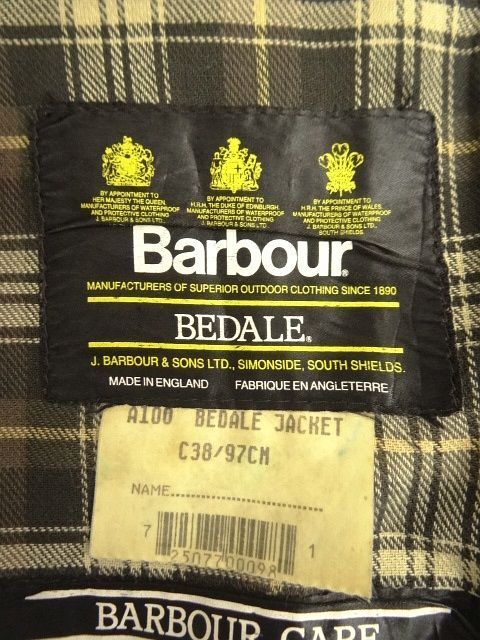 BY APPOINTMENT TO
HER MAJESTY THE QUEEN.
MANUFACTURERS OF WATERPROOF
AND PROTECTIVE CLOTHING
J. BARBOUR & SONS LTD.
BY APPOINTMENT TO
H.R.H. THE DUKE OF EDINBURGH.
MANUFACTURERS OF WATERPROOF
AND PROTECTIVE CLOTHING
J. BARBOUR & SONS LTD.
BY APPOINTMENT TO
H.R.H. THE PRINCE OF WALES.
MANUFACTURERS OF WATERPROOF
AND PROTECTIVE CLOTHING
J. BARBOUR & SONS LTD.
SOUTH SHIELDS
Barbour®
MANUFACTURERS OF SUPERIOR OUTDOOR CLOTHING SINCE 1890
BEDALE®
J. BARBOUR & SONS LTD., SIMONSIDE, SOUTH SHIELDS.
MADE IN ENGLAND FABRIQUE EN ANGLETERRE
A100 BEDALE JACKET
C38/97CM
NAME
7 2507700098 1
BARBOUR CARE